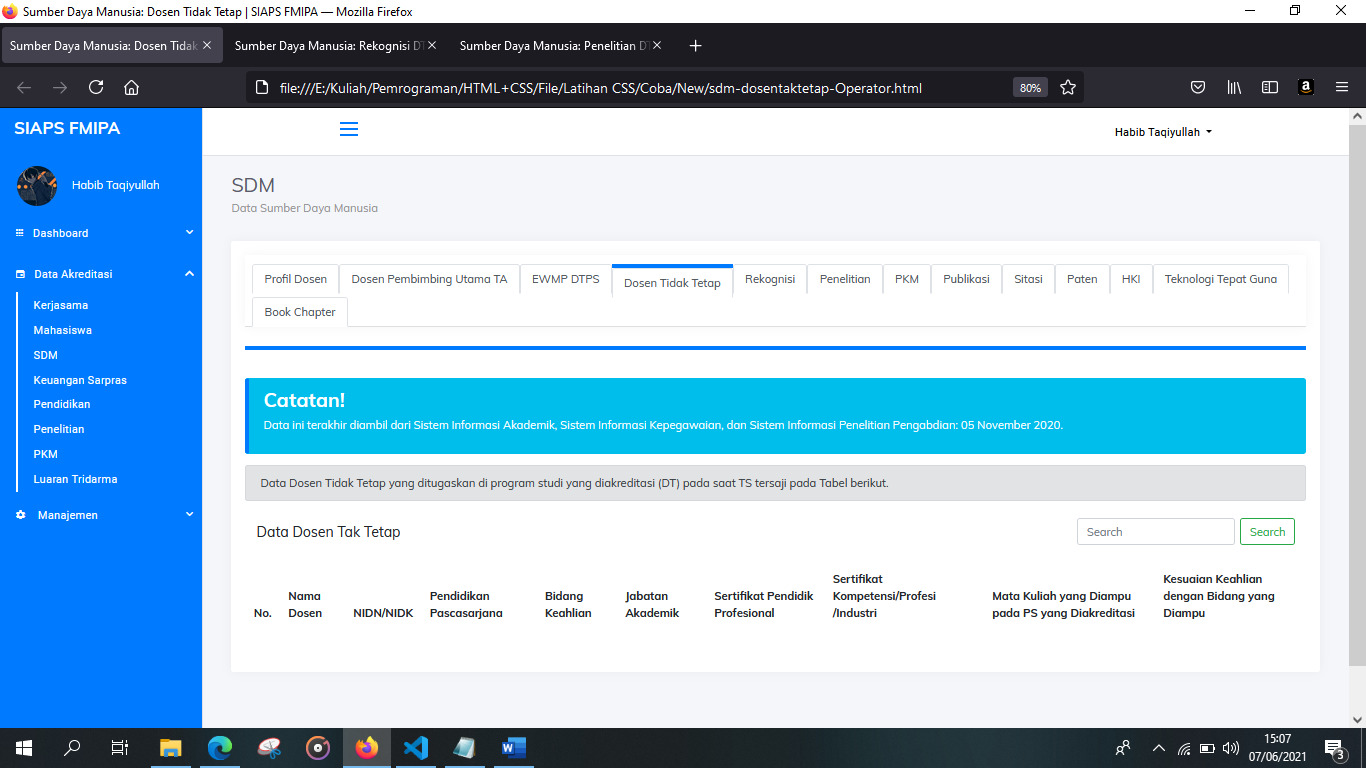 Sumber Daya Manusia: Dosen Tidak Tetap | SIAPS FMIPA — Mozilla Firefox
Sumber Daya Manusia: Dosen Tidak
Sumber Daya Manusia: Rekognisi DT
Sumber Daya Manusia: Penelitian DT
file:///E:/Kuliah/Pemrograman/HTML+CSS/File/Latihan CSS/Coba/New/sdm-dosentaktetap-Operator.html
80%
SIAPS FMIPA
Habib Taqiyullah
Habib Taqiyullah
Dashboard
Data Akreditasi
Kerjasama
Mahasiswa
SDM
Keuangan Sarpras
Pendidikan
Penelitian
PKM
Luaran Tridarma
Manajemen
SDM
Data Sumber Daya Manusia
Profil Dosen
Dosen Pembimbing Utama TA
EWMP DTPS
Dosen Tidak Tetap
Rekognisi
Penelitian
PKM
Publikasi
Sitasi
Paten
HKI
Teknologi Tepat Guna
Book Chapter
Catatan!
Data ini terakhir diambil dari Sistem Informasi Akademik, Sistem Informasi Kepegawaian, dan Sistem Informasi Penelitian Pengabdian: 05 November 2020.
Data Dosen Tidak Tetap yang ditugaskan di program studi yang diakreditasi (DT) pada saat TS tersaji pada Tabel berikut.
Data Dosen Tak Tetap
Search
Search
No.
Nama
Dosen
NIDN/NIDK
Pendidikan
Pascasarjana
Bidang
Keahlian
Jabatan
Akademik
Sertifikat Pendidik
Profesional
Sertifikat
Kompetensi/Profesi
/Industri
Mata Kuliah yang Diampu
pada PS yang Diakreditasi
Kesuaian Keahlian
dengan Bidang yang
Diampu
15:07
07/06/2021
3